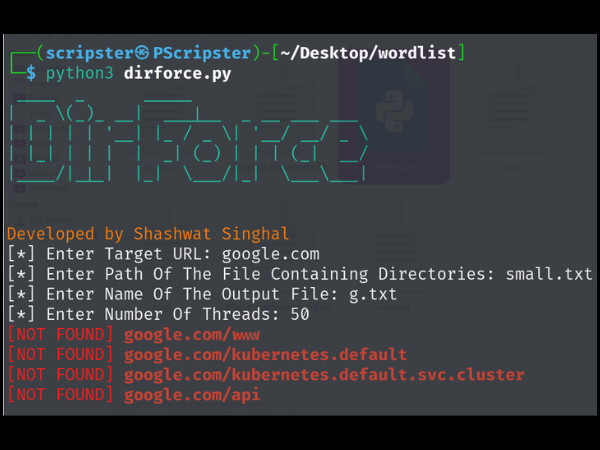 ┌──(scripster㉿PScripster)-[~/Desktop/wordlist]
└─$ python3 dirforce.py
DirForce
Developed by Shashwat Singhal
[*] Enter Target URL: google.com
[*] Enter Path Of The File Containing Directories: small.txt
[*] Enter Name Of The Output File: g.txt
[*] Enter Number Of Threads: 50
[NOT FOUND] google.com/www
[NOT FOUND] google.com/kubernetes.default
[NOT FOUND] google.com/kubernetes.default.svc.cluster
[NOT FOUND] google.com/api